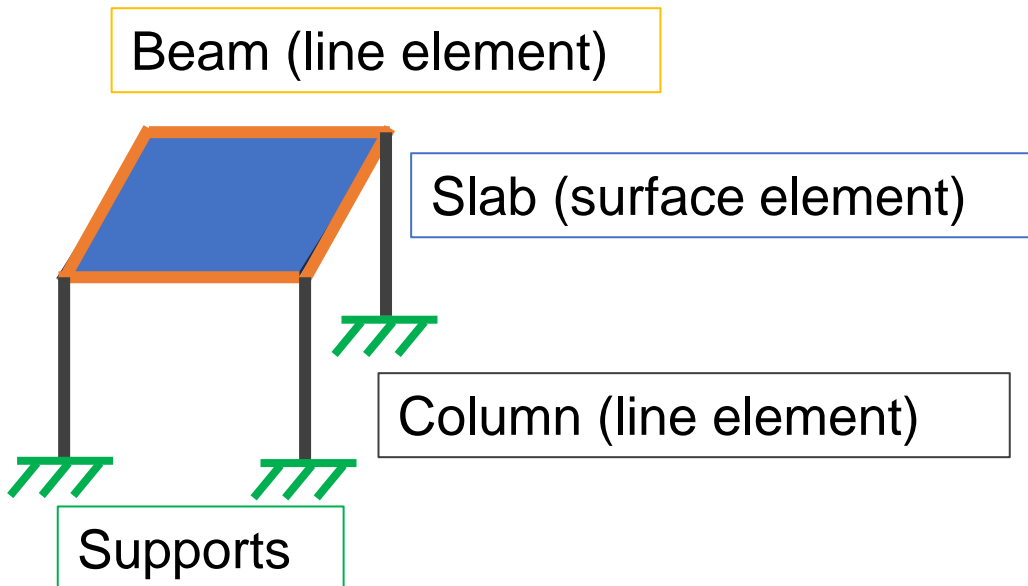 Beam (line element)
Slab (surface element)
Column (line element)
Supports